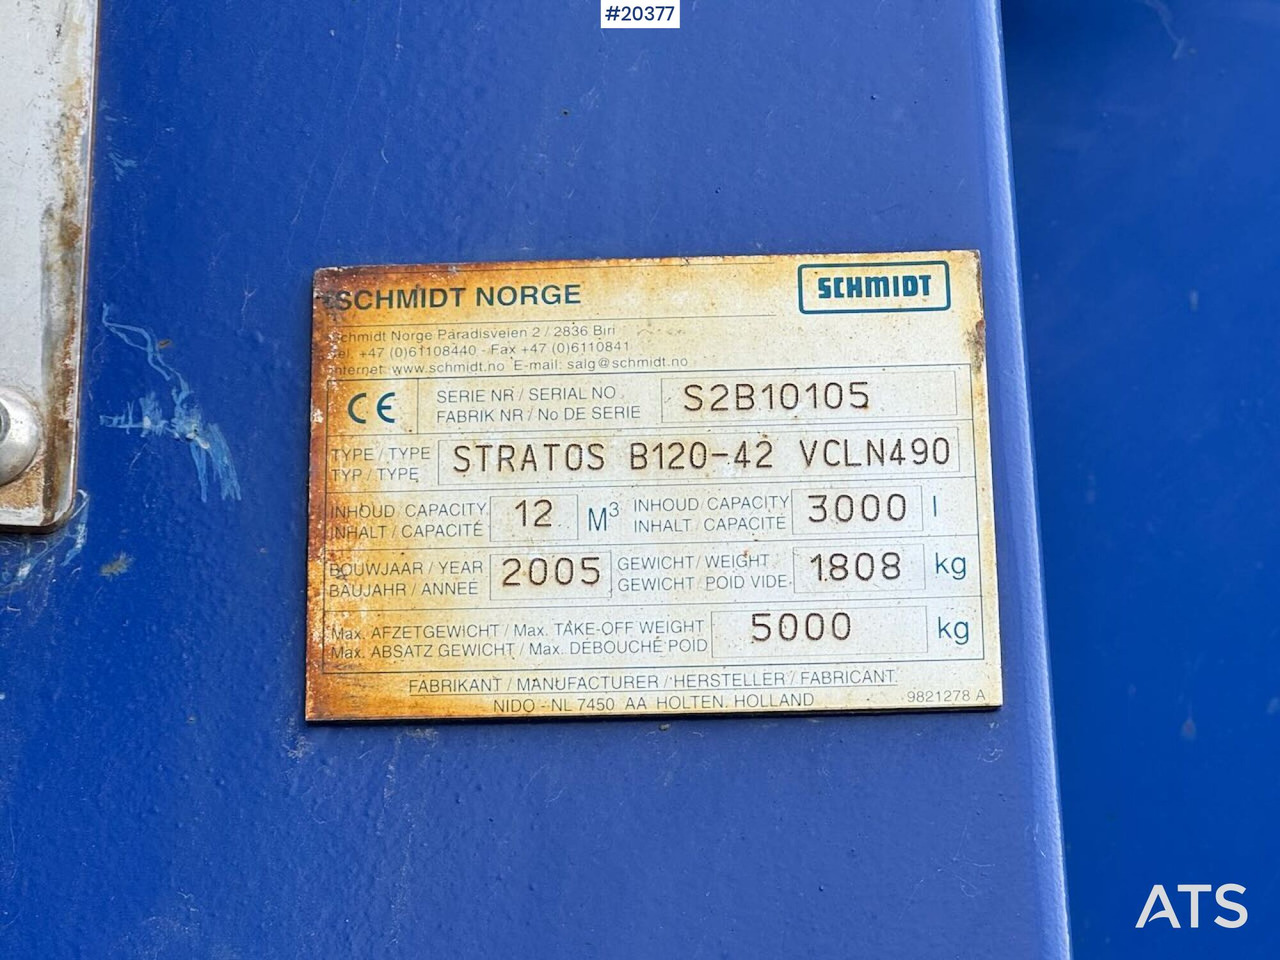 #20377
SCHMIDT NORGE
SCHMIDT
Schmidt Norge Paradisveien 2 / 2836 Biri
Tel. +47 (0)61108440 - Fax +47 (0)6110841
Internet: www.schmidt.no E-mail: salg@schmidt.no
CE
SERIE NR / SERIAL NO
FABRIK NR / No DE SERIE
S2B10105
TYPE / TYPE
TYP / TYPE
STRATOS B120-42 VCLN490
INHOUD / CAPACITY
INHALT / CAPACITÉ
12 M³
INHOUD / CAPACITY
INHALT / CAPACITE
3000 l
BOUWJAAR / YEAR
BAUJAHR / ANNEE
2005
GEWICHT / WEIGHT
GEWICHT / POID VIDE
1808 kg
Max. AFZETGEWICHT / Max. TAKE-OFF WEIGHT
Max. ABSATZ GEWICHT / Max. DÉBOUCHÉ POID
5000 kg
FABRIKANT / MANUFACTURER / HERSTELLER / FABRICANT
NIDO - NL 7450 AA HOLTEN. HOLLAND
9821278 A
ATS